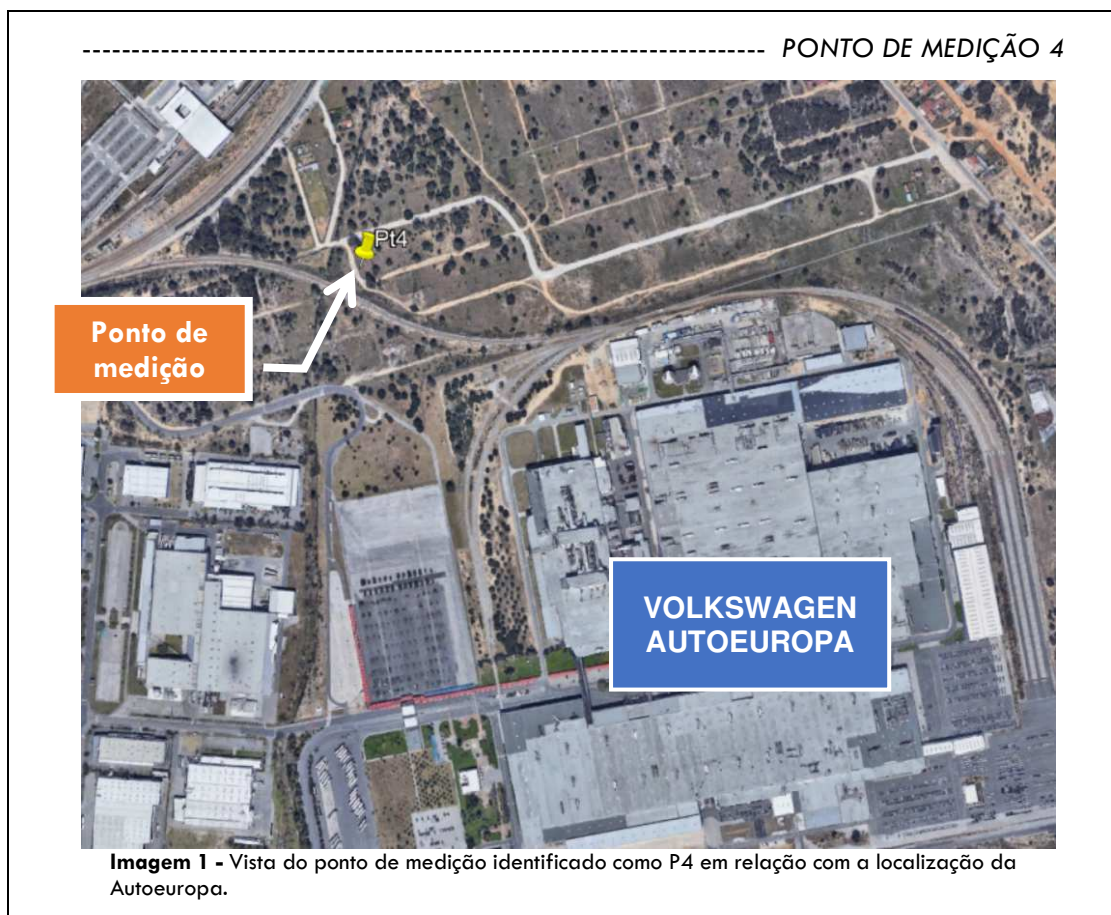 ---------------------------------------------------------------------- PONTO DE MEDIÇÃO 4
Pt4
Ponto de
medição
VOLKSWAGEN
AUTOEUROPA
Imagem 1 - Vista do ponto de medição identificado como P4 em relação com a localização da
Autoeuropa.